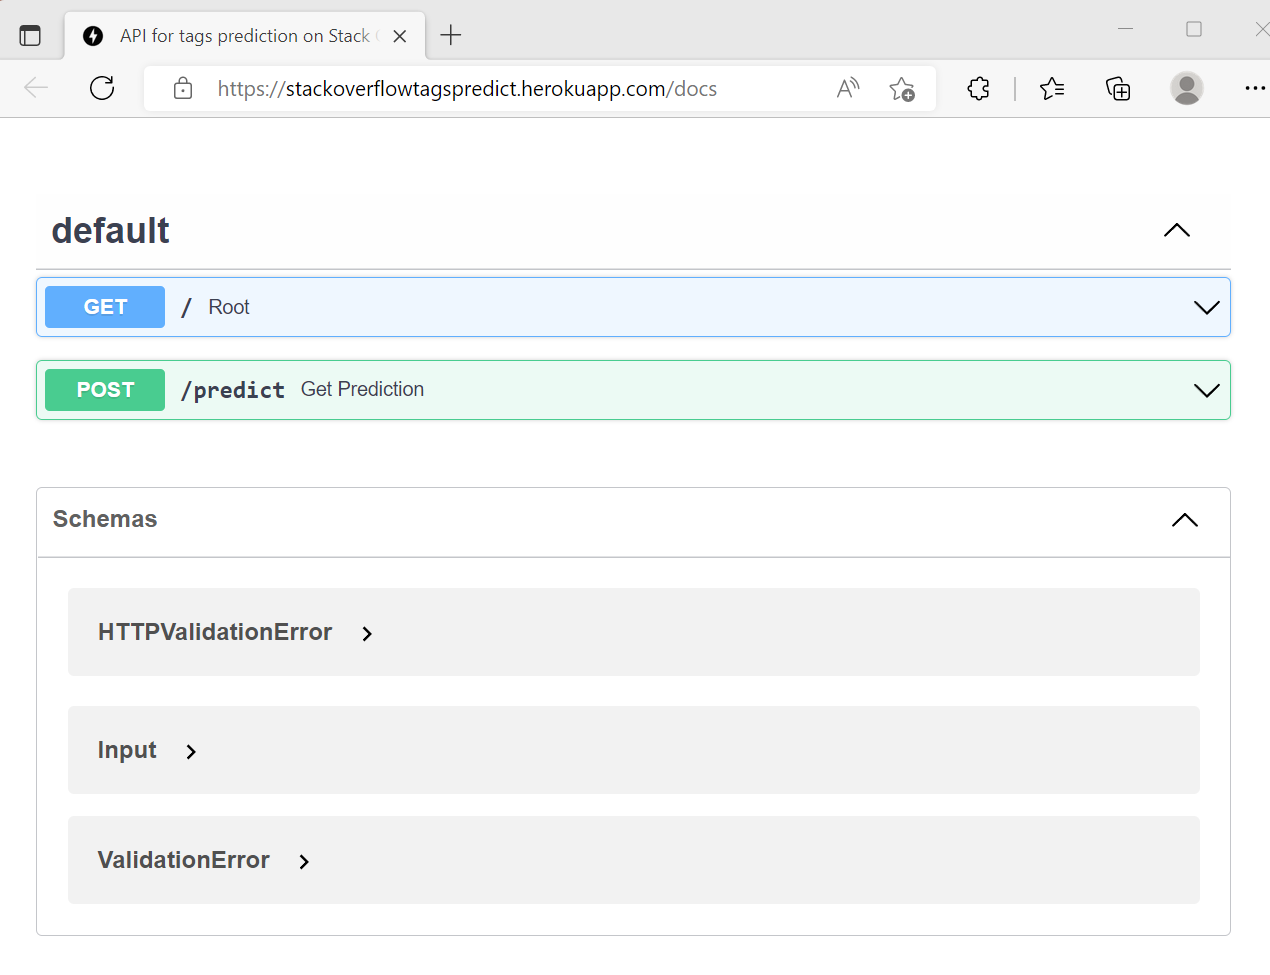 API for tags prediction on Stack
https://stackoverflowtagspredict.herokuapp.com/docs
default
GET / Root
POST /predict Get Prediction
Schemas
HTTPValidationError
Input
ValidationError